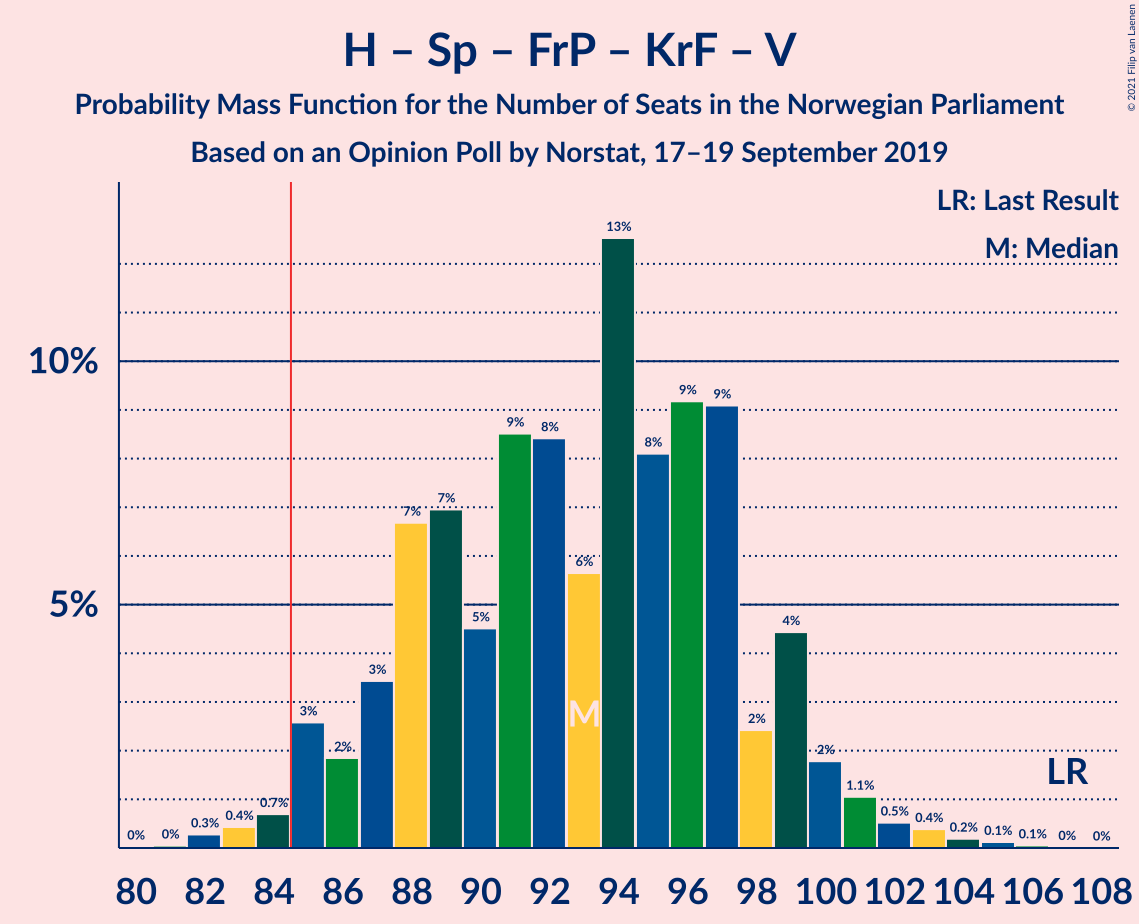 H – Sp – FrP – KrF – V
Probability Mass Function for the Number of Seats in the Norwegian Parliament
Based on an Opinion Poll by Norstat, 17–19 September 2019
© 2021 Filip van Laenen
LR: Last Result
M: Median
10%
5%
0% 0% 0.3% 0.4% 0.7% 3% 2% 3% 7% 7% 5% 9% 8% 6% 13% 8% 9% 9% 2% 4% 2% 1.1% 0.5% 0.4% 0.2% 0.1% 0.1% 0% 0%
M
LR
80 82 84 86 88 90 92 94 96 98 100 102 104 106 108